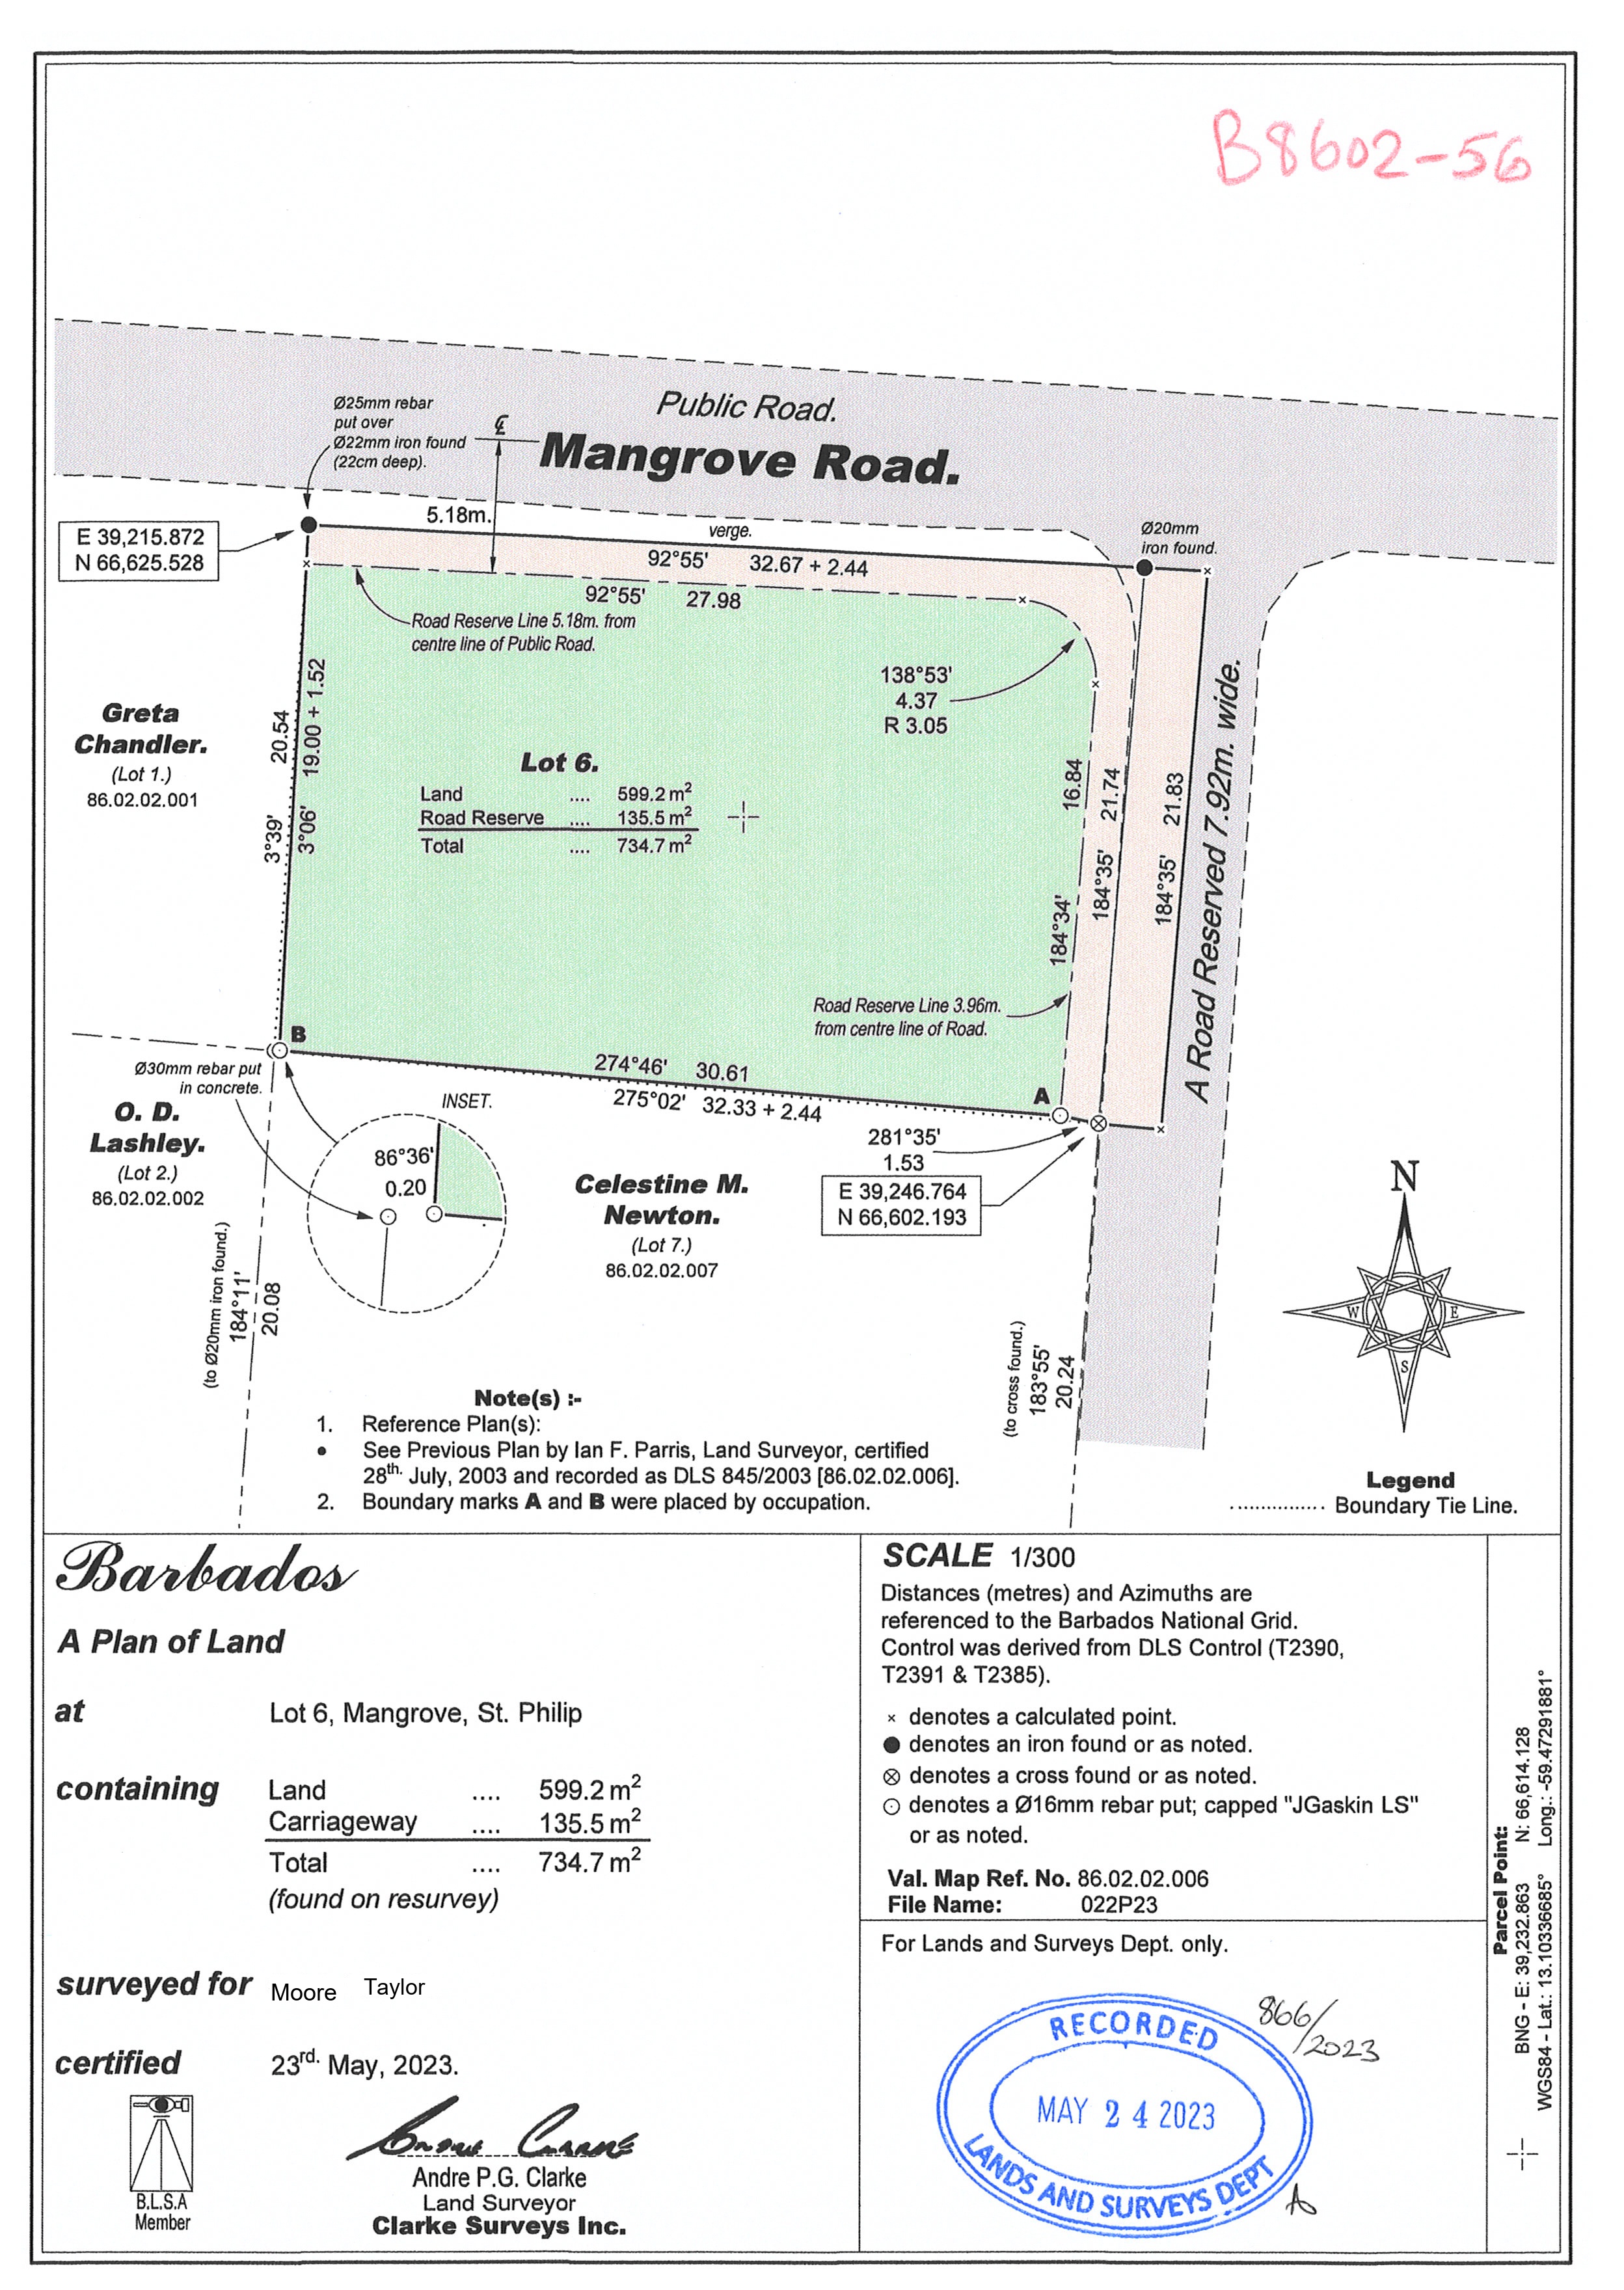 B8602-56
Public Road.
Mangrove Road.
Ø25mm rebar
put over
Ø22mm iron found
(22cm deep).
℄
5.18m.
verge.
Ø20mm
iron found.
E 39,215.872
N 66,625.528
92°55' 32.67 + 2.44
92°55' 27.98
Road Reserve Line 5.18m. from
centre line of Public Road.
138°53'
4.37
R 3.05
Greta
Chandler.
(Lot 1.)
86.02.02.001
3°39' 20.54
3°06' 19.00 + 1.52
Lot 6.
Land .... 599.2 m²
Road Reserve .... 135.5 m²
Total .... 734.7 m²
184°34' 16.84
184°35' 21.74
184°35' 21.83
A Road Reserved 7.92m. wide.
Road Reserve Line 3.96m.
from centre line of Road.
B
A
274°46' 30.61
275°02' 32.33 + 2.44
281°35'
1.53
E 39,246.764
N 66,602.193
Ø30mm rebar put
in concrete.
O. D.
Lashley.
(Lot 2.)
86.02.02.002
INSET.
86°36'
0.20
Celestine M.
Newton.
(Lot 7.)
86.02.02.007
(to Ø20mm iron found.)
184°11'
20.08
(to cross found.)
183°55'
20.24
N
W
E
S
Note(s) :-
1. Reference Plan(s):
• See Previous Plan by Ian F. Parris, Land Surveyor, certified
28th. July, 2003 and recorded as DLS 845/2003 [86.02.02.006].
2. Boundary marks A and B were placed by occupation.
Legend
............... Boundary Tie Line.
Barbados
A Plan of Land
at Lot 6, Mangrove, St. Philip
containing Land .... 599.2 m²
Carriageway .... 135.5 m²
Total .... 734.7 m²
(found on resurvey)
surveyed for Moore Taylor
certified 23rd. May, 2023.
B.L.S.A
Member
Andre P.G. Clarke
Land Surveyor
Clarke Surveys Inc.
SCALE 1/300
Distances (metres) and Azimuths are
referenced to the Barbados National Grid.
Control was derived from DLS Control (T2390,
T2391 & T2385).
× denotes a calculated point.
● denotes an iron found or as noted.
⊗ denotes a cross found or as noted.
⊙ denotes a Ø16mm rebar put; capped "JGaskin LS"
or as noted.
Val. Map Ref. No. 86.02.02.006
File Name: 022P23
For Lands and Surveys Dept. only.
RECORDED
MAY 24 2023
LANDS AND SURVEYS DEPT
866/2023
Parcel Point:
BNG - E: 39,232.863 N: 66,614.128
WGS84 - Lat.: 13.10336685° Long.: -59.47291881°